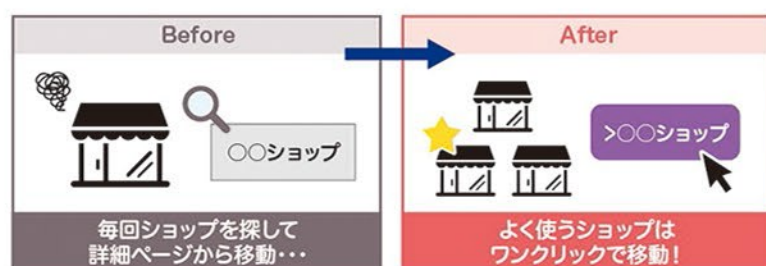 Before
○○ショップ
毎回ショップを探して
詳細ページから移動・・・
After
>○○ショップ
よく使うショップは
ワンクリックで移動！